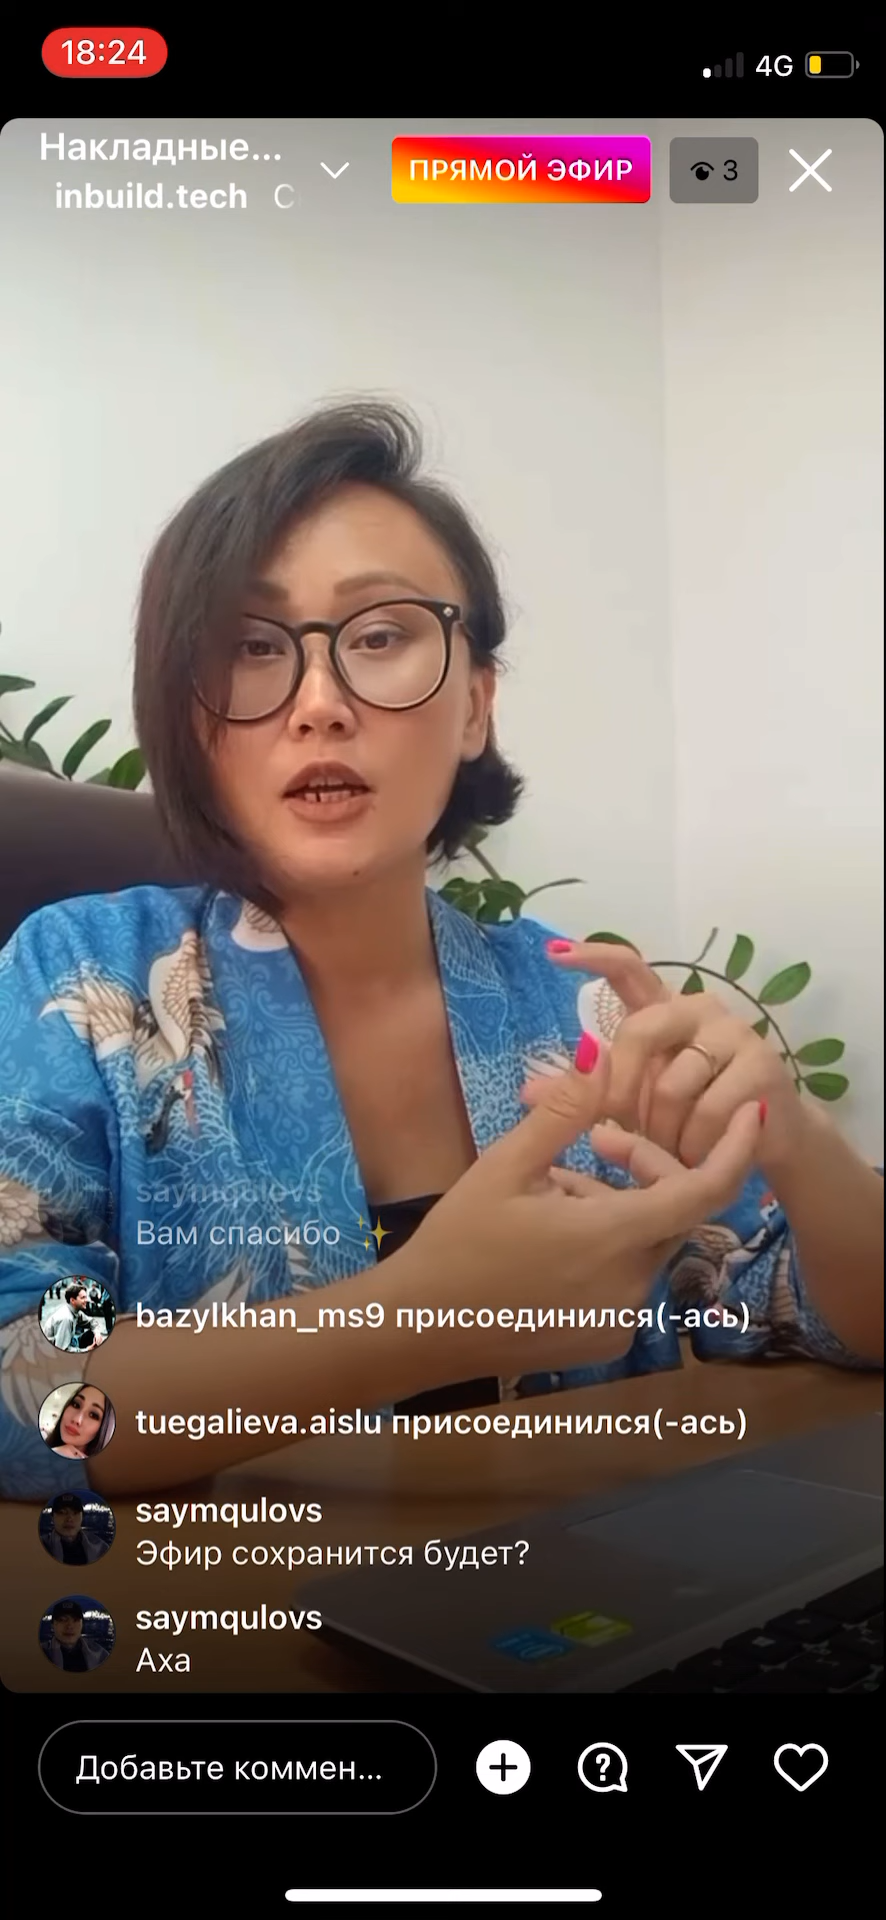 18:24
4G
Накладные...
ПРЯМОЙ ЭФИР
3
inbuild.tech
saymqulovs
Вам спасибо ✨
bazylkhan_ms9 присоединился(-ась)
tuegalieva.aislu присоединился(-ась)
saymqulovs
Эфир сохранится будет?
saymqulovs
Аха
Добавьте коммен...